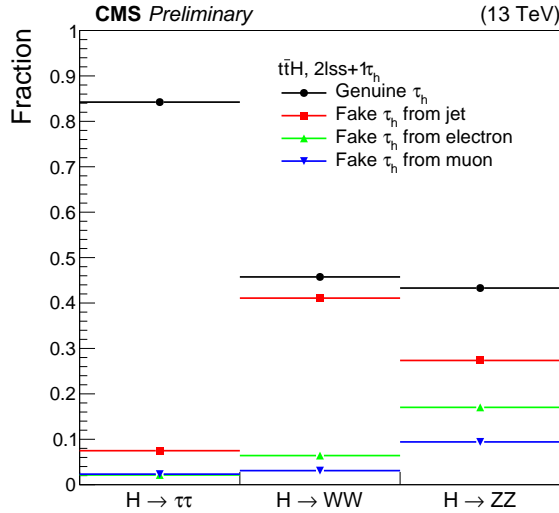 CMS Preliminary (13 TeV)
Fraction
tt̄H, 2lss+1τh
Genuine τh
Fake τh from jet
Fake τh from electron
Fake τh from muon
1
0.9
0.8
0.7
0.6
0.5
0.4
0.3
0.2
0.1
0
H → ττ H → WW H → ZZ